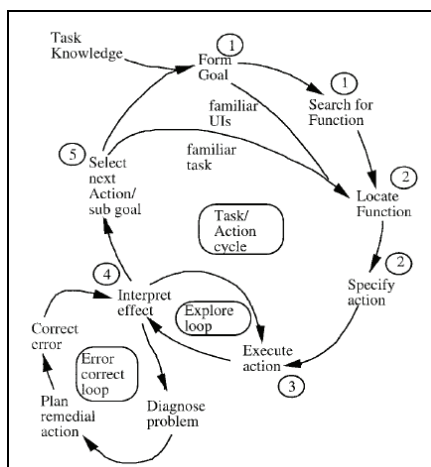 Task
Knowledge
1
Form
Goal
1
Search for
Function
familiar
UIs
5
Select
next
Action/
sub goal
familiar
task
2
Locate
Function
Task/
Action
cycle
2
Specify
action
4
Interpret
effect
Explore
loop
Execute
action
3
Correct
error
Error
correct
loop
Plan
remedial
action
Diagnose
problem